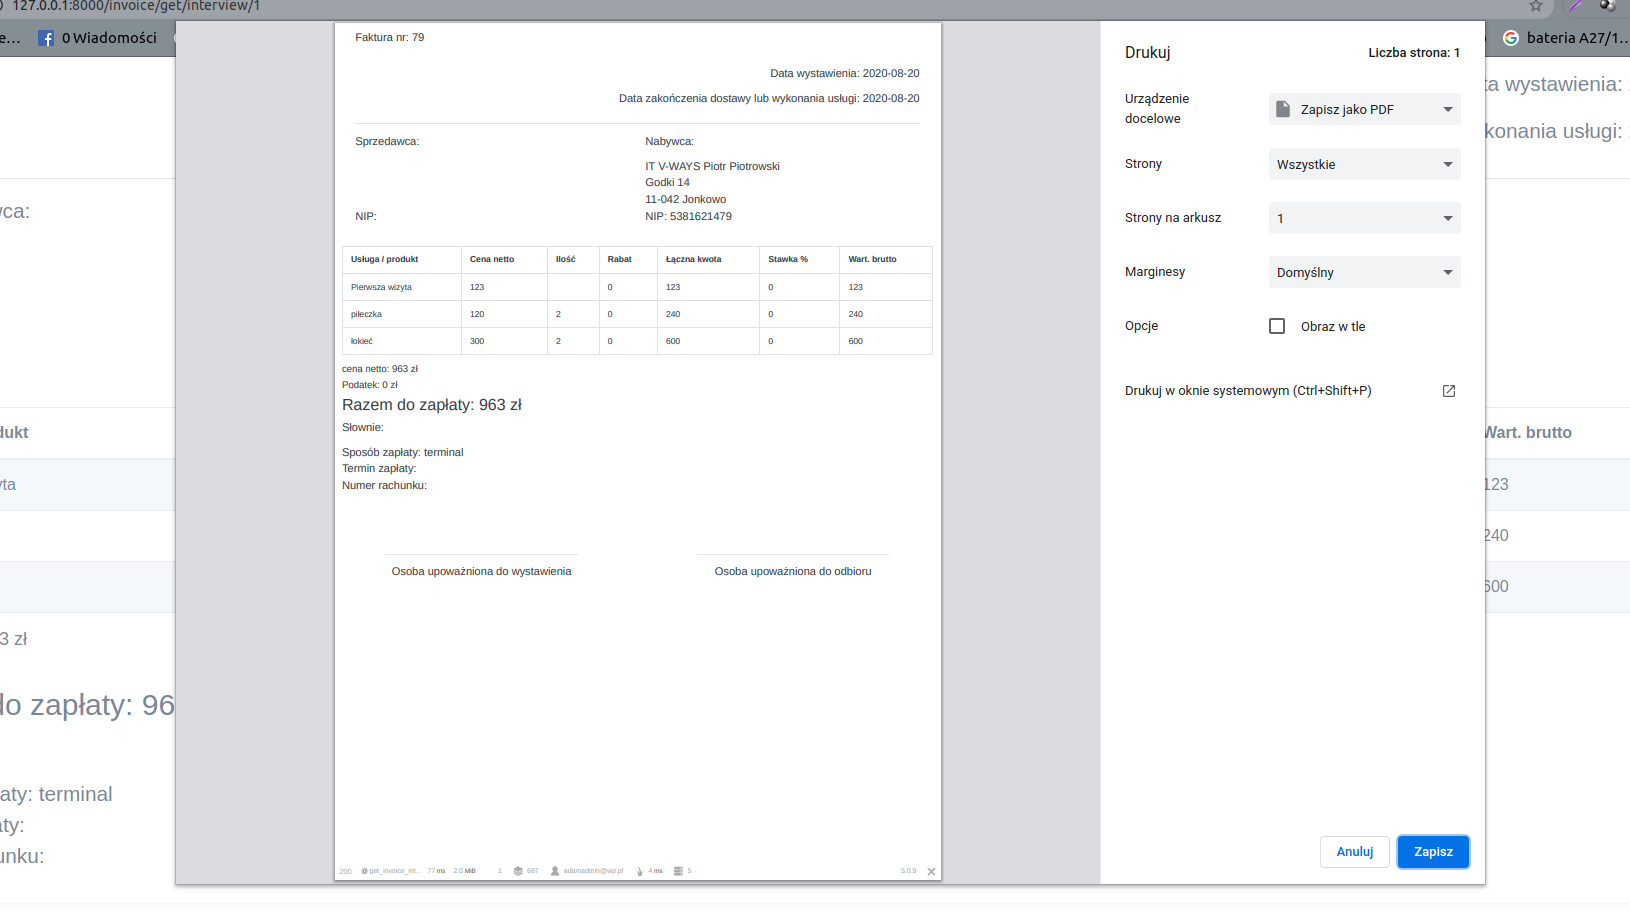 127.0.0.1:8000/invoice/get/interview/1
e... 0 Wiadomości bateria A27/1...
Faktura nr: 79
Data wystawienia: 2020-08-20
Data zakończenia dostawy lub wykonania usługi: 2020-08-20
Sprzedawca: Nabywca:
IT V-WAYS Piotr Piotrowski
Godki 14
11-042 Jonkowo
NIP: NIP: 5381621479
Usługa / produkt Cena netto Ilość Rabat Łączna kwota Stawka % Wart. brutto
Pierwsza wizyta 123 0 123 0 123
piłeczka 120 2 0 240 0 240
łokieć 300 2 0 600 0 600
cena netto: 963 zł
Podatek: 0 zł
Razem do zapłaty: 963 zł
Słownie:
Sposób zapłaty: terminal
Termin zapłaty:
Numer rachunku:
Osoba upoważniona do wystawienia Osoba upoważniona do odbioru
200 @ get_invoice_int... 77 ms 2.0 MiB 1 687 adamadmin@wp.pl 4 ms 5 5.0.9
Drukuj Liczba strona: 1
Urządzenie docelowe Zapisz jako PDF
Strony Wszystkie
Strony na arkusz 1
Marginesy Domyślny
Opcje Obraz w tle
Drukuj w oknie systemowym (Ctrl+Shift+P)
Anuluj Zapisz
ta wystawienia:
konania usługi:
ca:
dukt Wart. brutto
ta 123
240
600
3 zł
do zapłaty: 96
aty: terminal
ty:
unku: